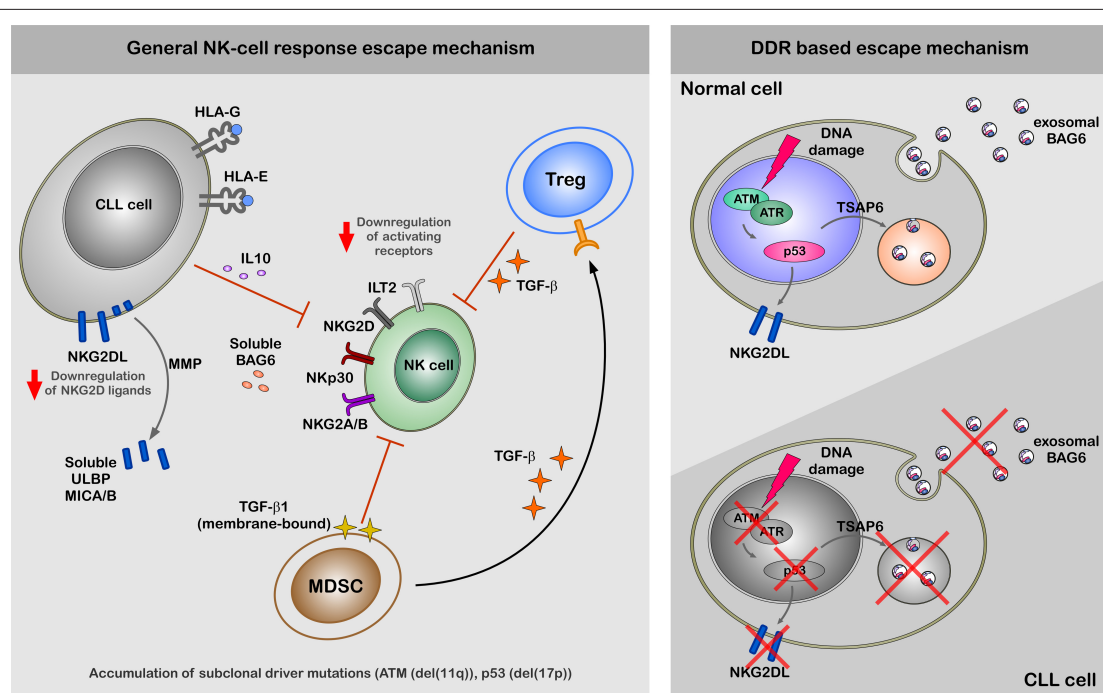 General NK-cell response escape mechanism
HLA-G
HLA-E
CLL cell
Treg
Downregulation
of activating
receptors
IL10
TGF-β
ILT2
NKG2D
NKG2DL
MMP
Soluble
BAG6
NKp30
NK cell
Downregulation
of NKG2D ligands
NKG2A/B
Soluble
ULBP
MICA/B
TGF-β
TGF-β1
(membrane-bound)
MDSC
Accumulation of subclonal driver mutations (ATM (del(11q)), p53 (del(17p))
DDR based escape mechanism
Normal cell
DNA
damage
exosomal
BAG6
ATM
ATR
TSAP6
p53
NKG2DL
DNA
damage
exosomal
BAG6
ATM
ATR
TSAP6
p53
NKG2DL
CLL cell